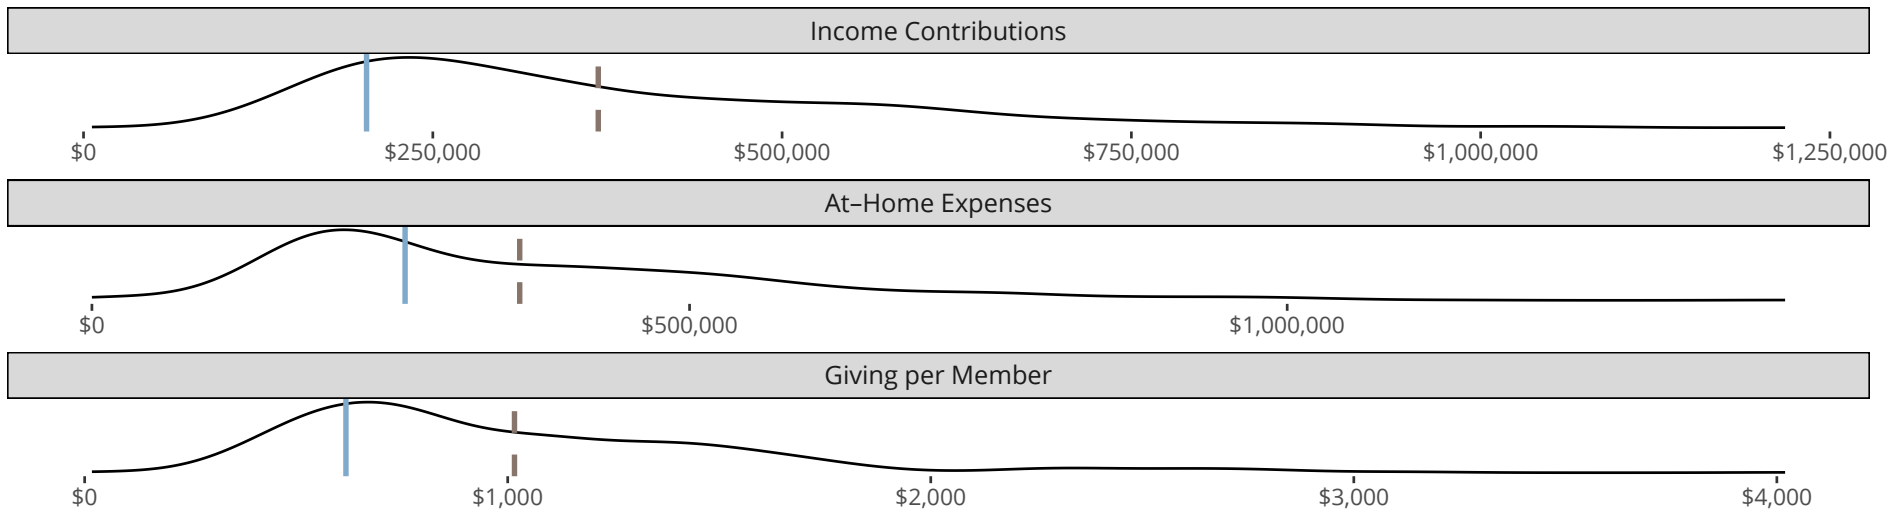 Income Contributions
$0 $250,000 $500,000 $750,000 $1,000,000 $1,250,000
At–Home Expenses
$0 $500,000 $1,000,000
Giving per Member
$0 $1,000 $2,000 $3,000 $4,000